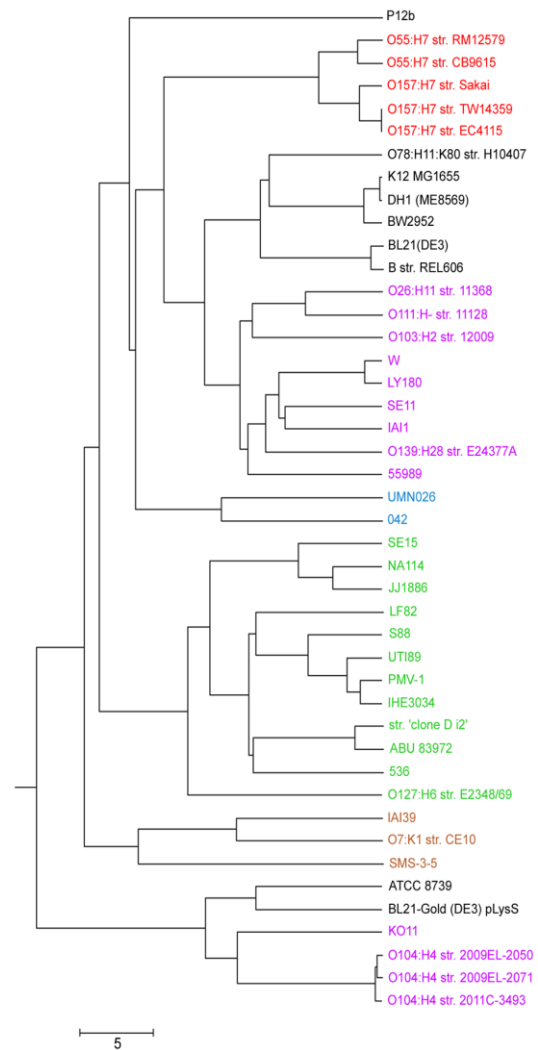 P12b
O55:H7 str. RM12579
O55:H7 str. CB9615
O157:H7 str. Sakai
O157:H7 str. TW14359
O157:H7 str. EC4115
O78:H11:K80 str. H10407
K12 MG1655
DH1 (ME8569)
BW2952
BL21(DE3)
B str. REL606
O26:H11 str. 11368
O111:H- str. 11128
O103:H2 str. 12009
W
LY180
SE11
IAI1
O139:H28 str. E24377A
55989
UMN026
042
SE15
NA114
JJ1886
LF82
S88
UTI89
PMV-1
IHE3034
str. 'clone D i2'
ABU 83972
536
O127:H6 str. E2348/69
IAI39
O7:K1 str. CE10
SMS-3-5
ATCC 8739
BL21-Gold (DE3) pLysS
KO11
O104:H4 str. 2009EL-2050
O104:H4 str. 2009EL-2071
O104:H4 str. 2011C-3493
5